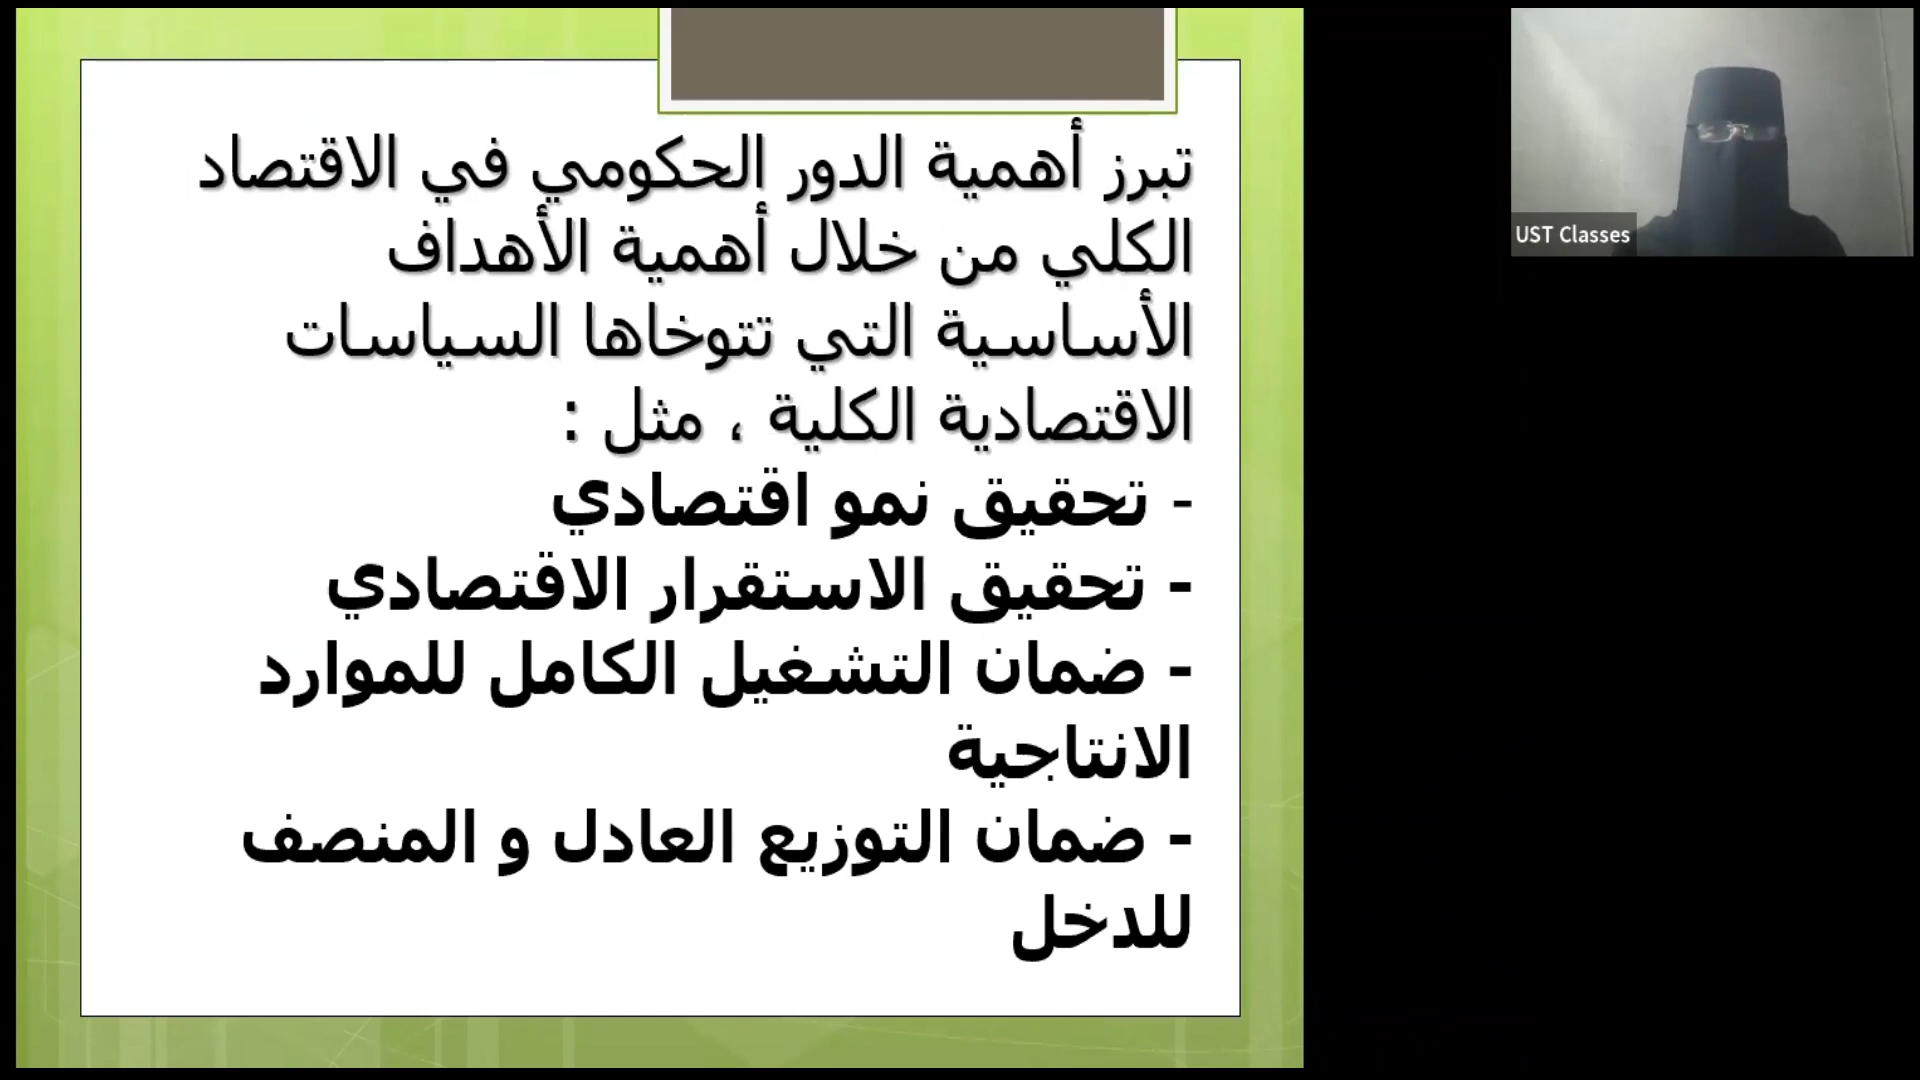 تبرز أهمية الدور الحكومي في الاقتصاد
الكلي من خلال أهمية الأهداف
الأساسية التي تتوخاها السياسات
الاقتصادية الكلية ، مثل :
- تحقيق نمو اقتصادي
- تحقيق الاستقرار الاقتصادي
- ضمان التشغيل الكامل للموارد
الانتاجية
- ضمان التوزيع العادل و المنصف
للدخل
UST Classes